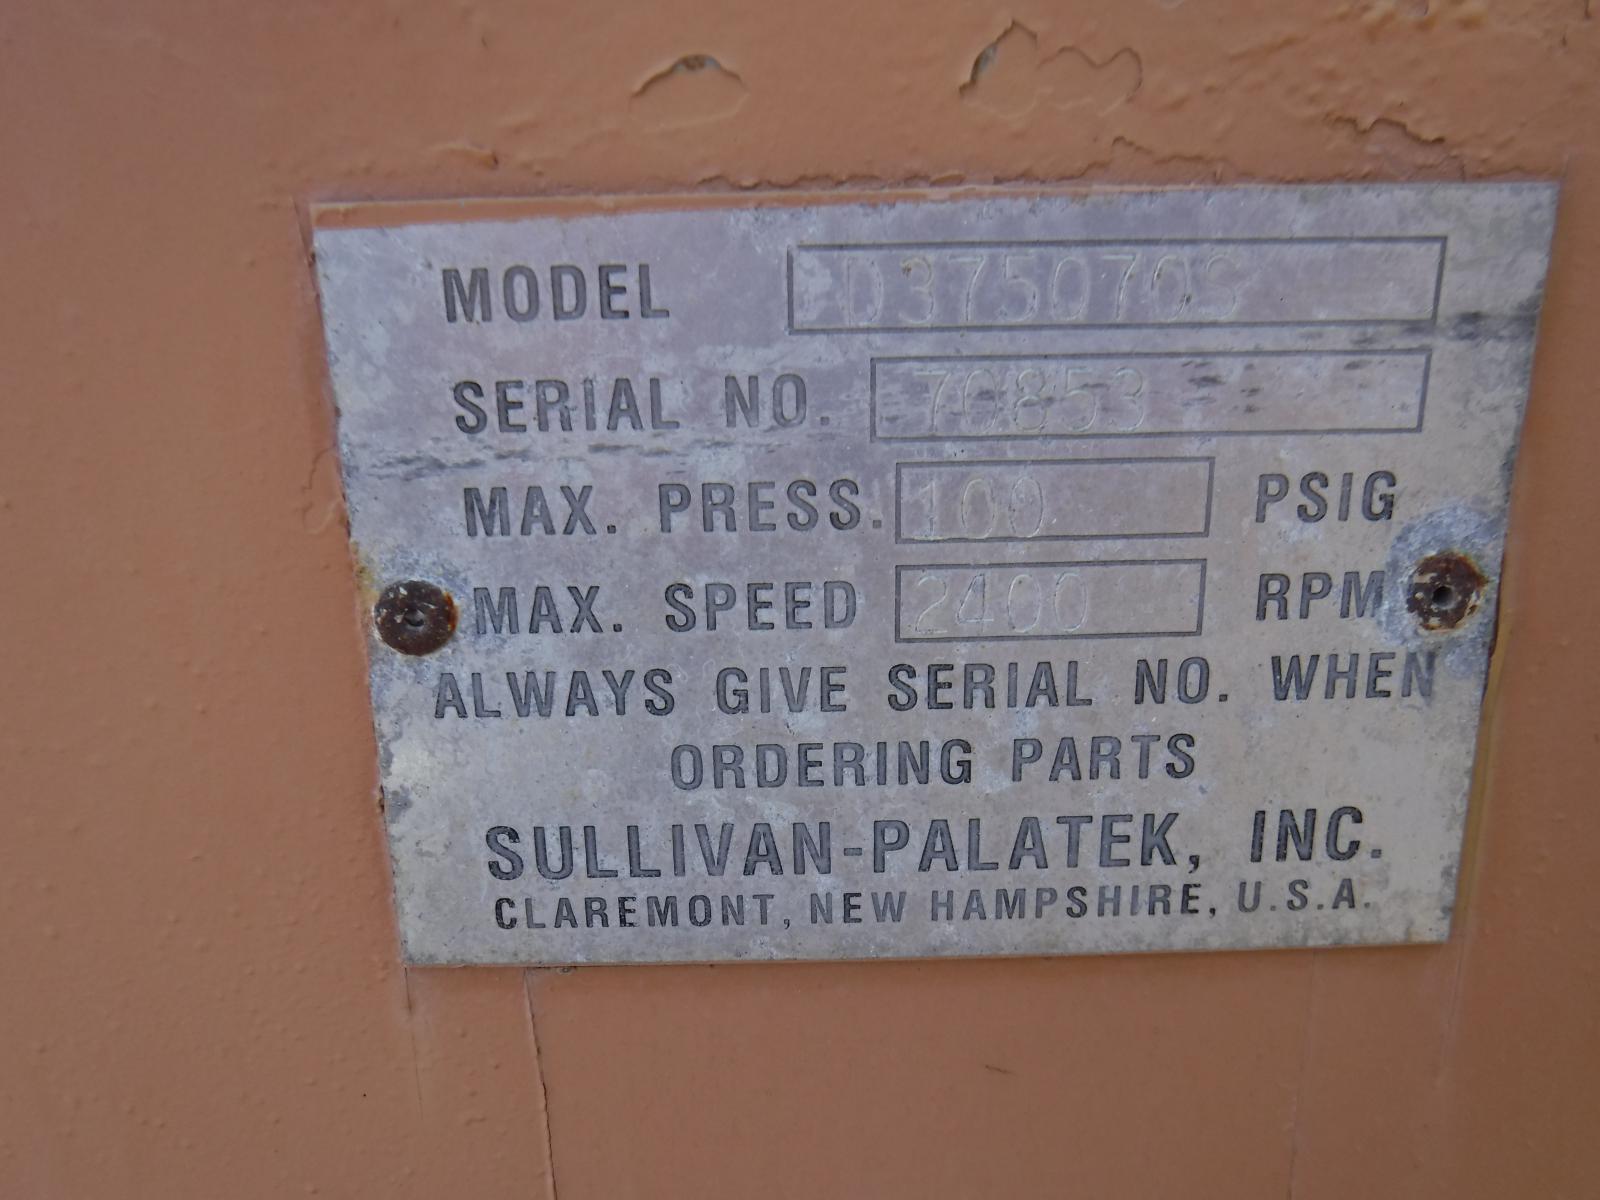 MODEL D375Q7QS
SERIAL NO. 70853
MAX. PRESS. 100 PSIG
MAX. SPEED 2400 RPM
ALWAYS GIVE SERIAL NO. WHEN
ORDERING PARTS
SULLIVAN-PALATEK, INC.
CLAREMONT, NEW HAMPSHIRE, U.S.A.